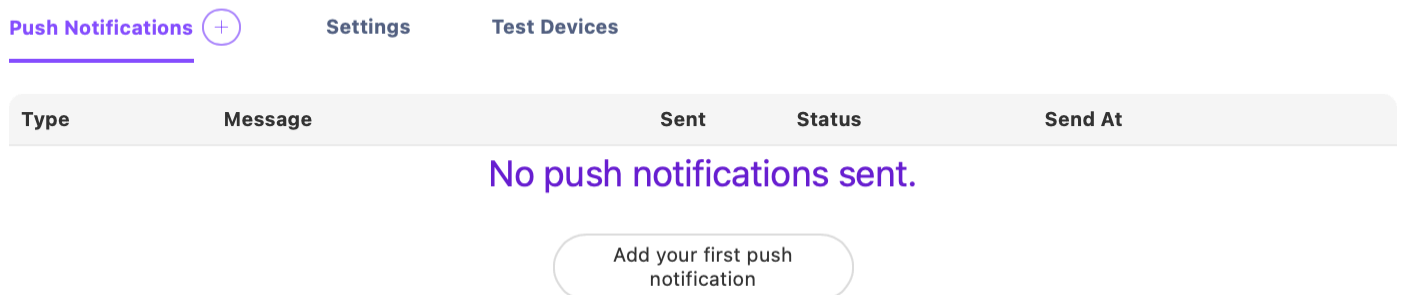 Push Notifications + Settings Test Devices
Type Message Sent Status Send At
No push notifications sent.
Add your first push
notification